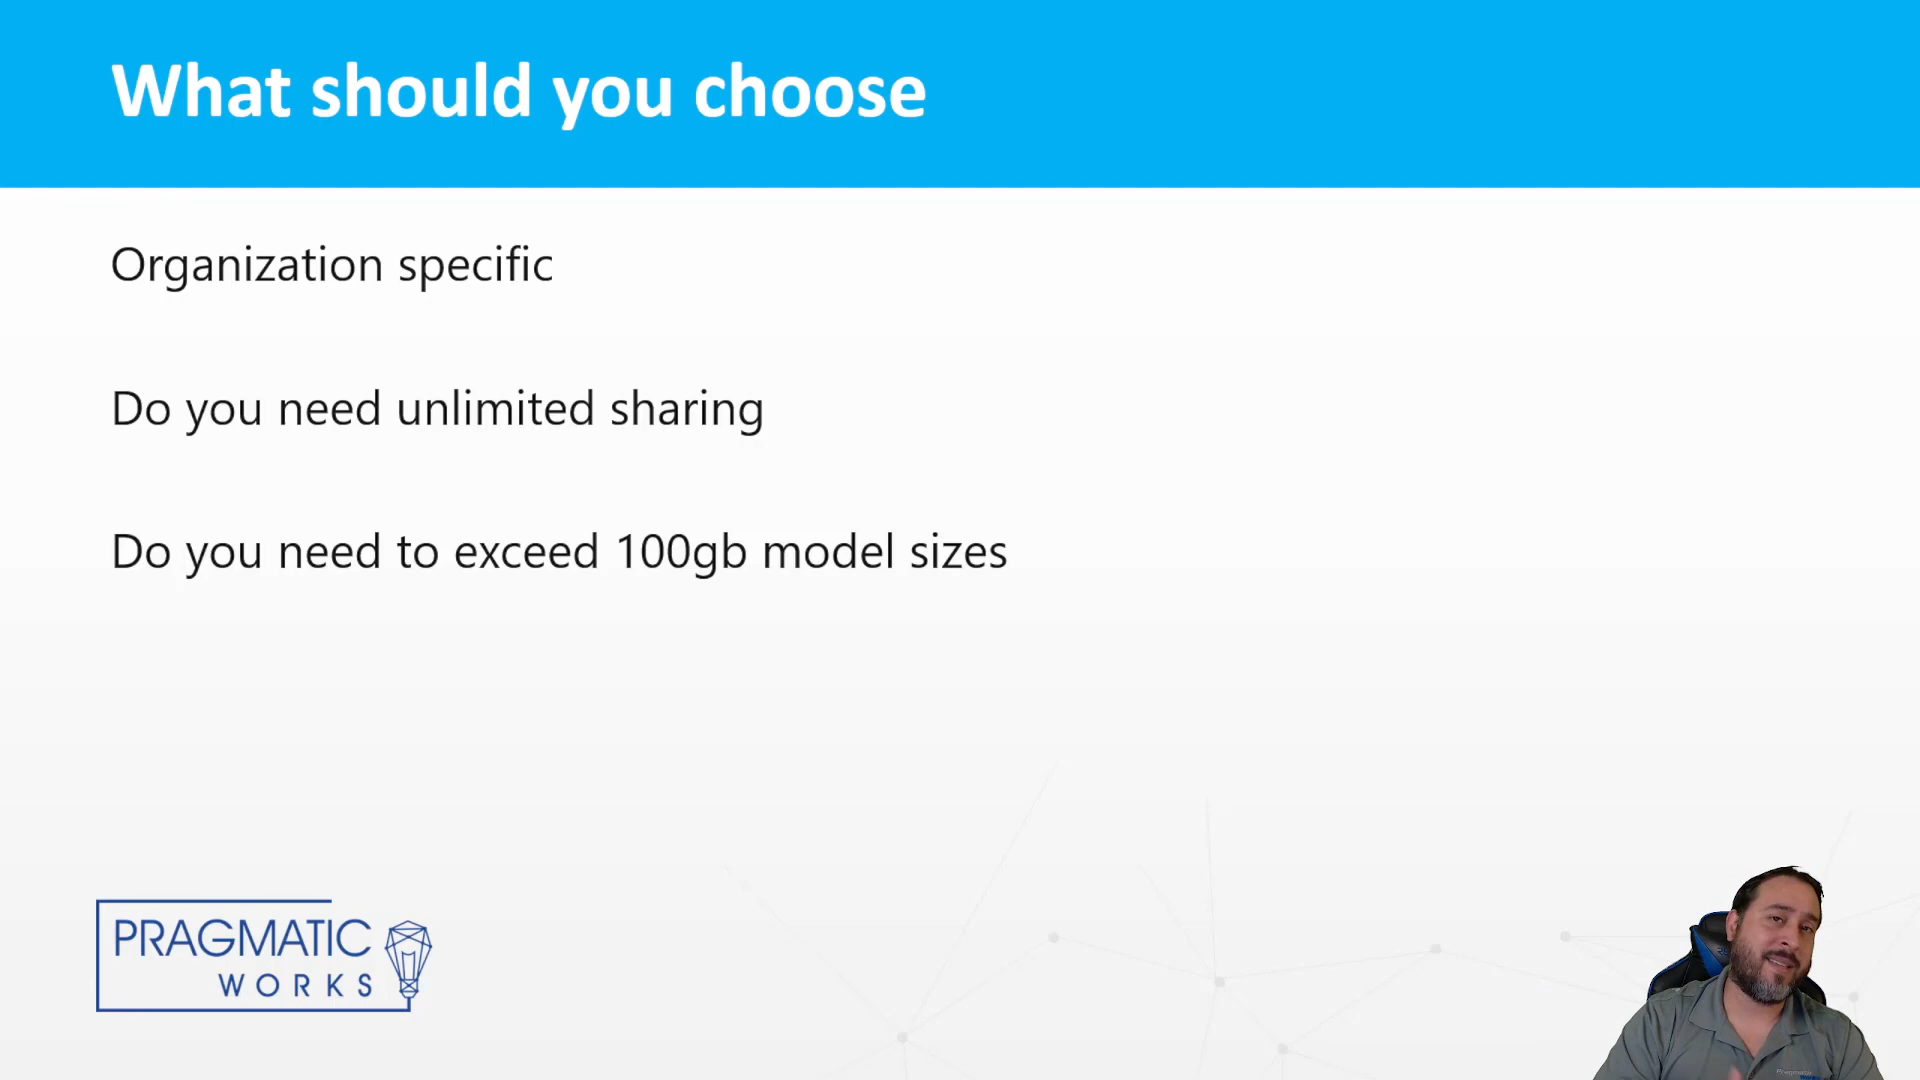 What should you choose
Organization specific
Do you need unlimited sharing
Do you need to exceed 100gb model sizes
PRAGMATIC
WORKS
Pragmatic